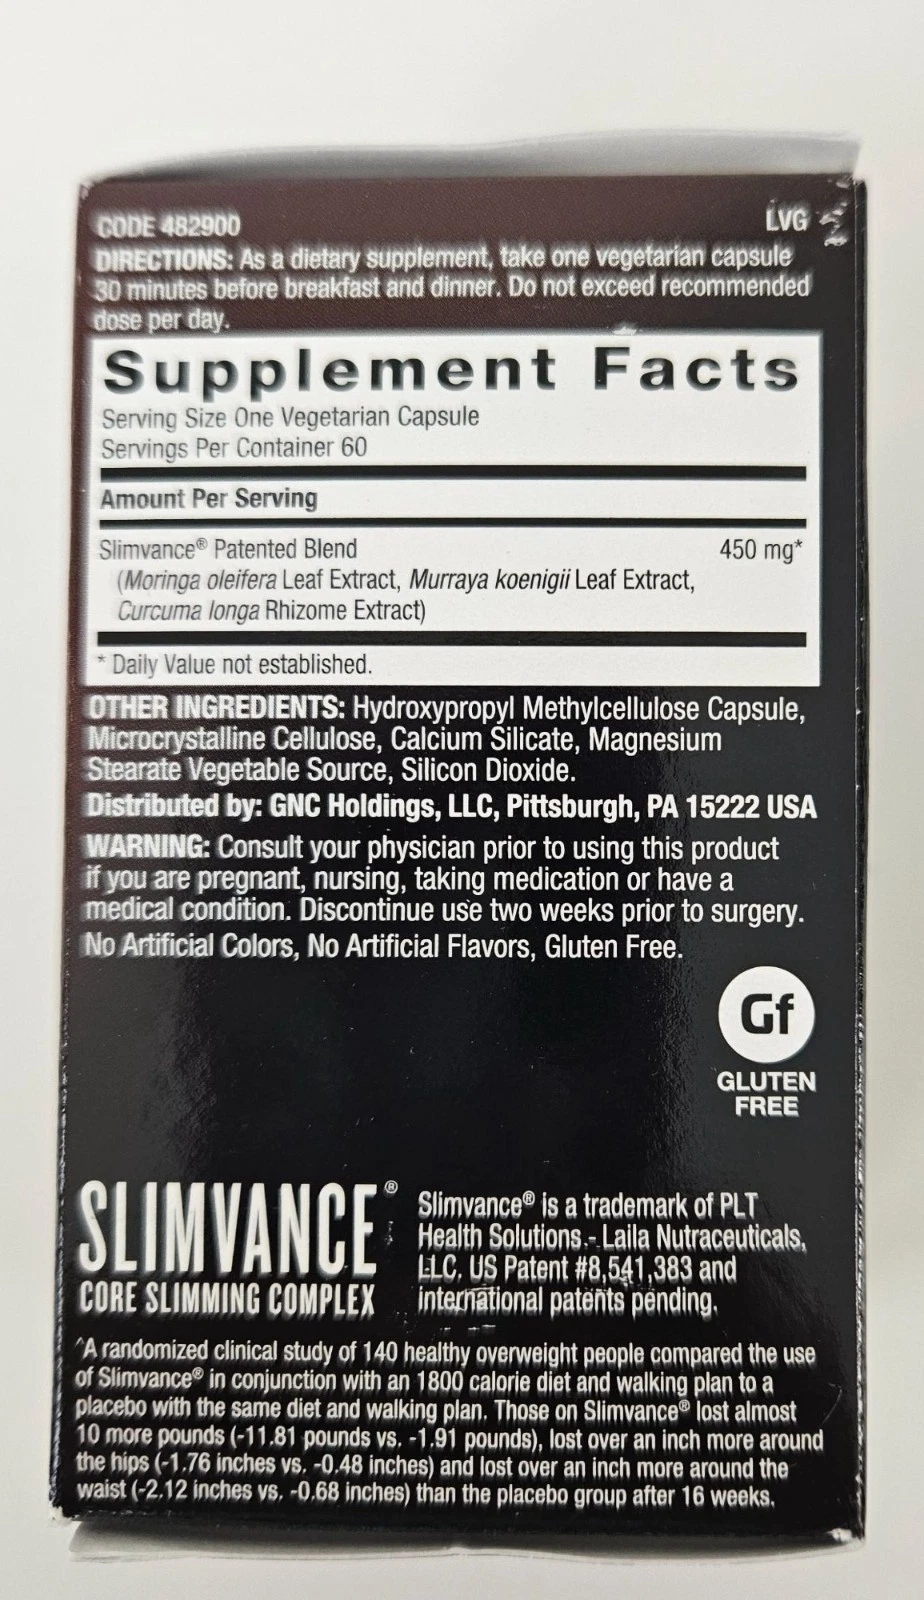 CODE 482900
LVG
DIRECTIONS: As a dietary supplement, take one vegetarian capsule
30 minutes before breakfast and dinner. Do not exceed recommended
dose per day.
Supplement Facts
Serving Size One Vegetarian Capsule
Servings Per Container 60
Amount Per Serving
Slimvance® Patented Blend 450 mg*
(Moringa oleifera Leaf Extract, Murraya koenigii Leaf Extract,
Curcuma longa Rhizome Extract)
* Daily Value not established.
OTHER INGREDIENTS: Hydroxypropyl Methylcellulose Capsule,
Microcrystalline Cellulose, Calcium Silicate, Magnesium
Stearate Vegetable Source, Silicon Dioxide.
Distributed by: GNC Holdings, LLC, Pittsburgh, PA 15222 USA
WARNING: Consult your physician prior to using this product
if you are pregnant, nursing, taking medication or have a
medical condition. Discontinue use two weeks prior to surgery.
No Artificial Colors, No Artificial Flavors, Gluten Free.
Gf
GLUTEN
FREE
SLIMVANCE®
CORE SLIMMING COMPLEX
Slimvance® is a trademark of PLT
Health Solutions - Laila Nutraceuticals,
LLC. US Patent #8,541,383 and
international patents pending.
^A randomized clinical study of 140 healthy overweight people compared the use
of Slimvance® in conjunction with an 1800 calorie diet and walking plan to a
placebo with the same diet and walking plan. Those on Slimvance® lost almost
10 more pounds (-11.81 pounds vs. -1.91 pounds), lost over an inch more around
the hips (-1.76 inches vs. -0.48 inches) and lost over an inch more around the
waist (-2.12 inches vs. -0.68 inches) than the placebo group after 16 weeks.